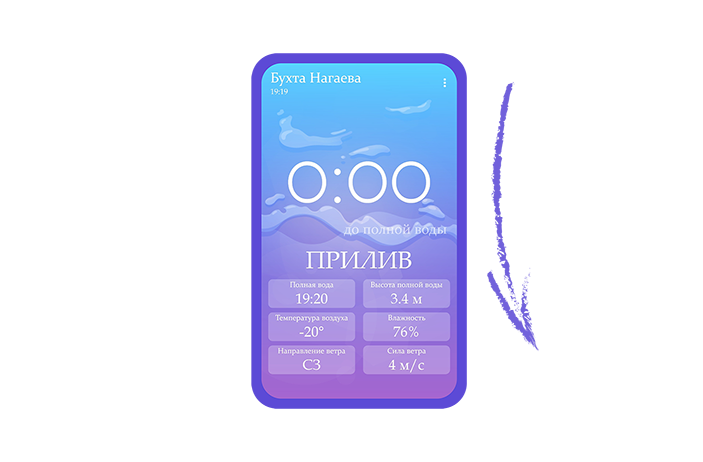 Бухта Нагаева
19:19
0:00
до полной воды
ПРИЛИВ
Полная вода
19:20
Высота полной воды
3.4 м
Температура воздуха
-20°
Влажность
76%
Направление ветра
СЗ
Сила ветра
4 м/с